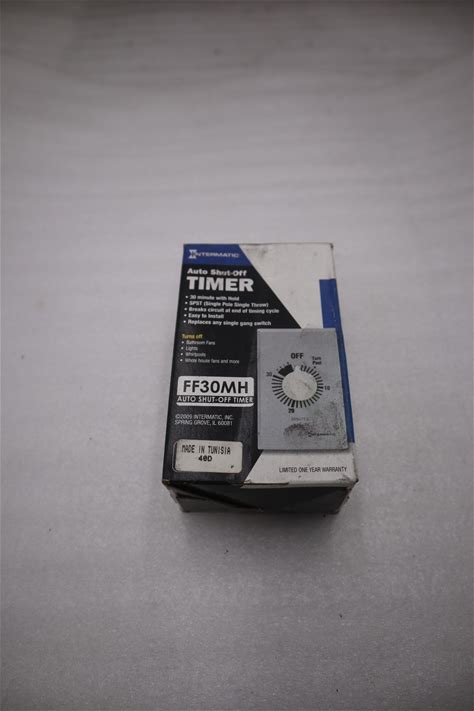 INTERMATIC
Auto Shut-Off
TIMER
• 30 minute with Hold
• SPST (Single Pole Single Throw)
• Breaks circuit at end of timing cycle
• Easy to Install
• Replaces any single gang switch
Turns off
• Bathroom Fans
• Lights
• Whirlpools
• Whole house fans and more
FF30MH
AUTO SHUT-OFF TIMER
©2009 INTERMATIC, INC.
SPRING GROVE, IL 60081
MADE IN TUNISIA
40D
OFF
Turn
Past
30
10
20
MINUTES
INTERMATIC
LIMITED ONE YEAR WARRANTY